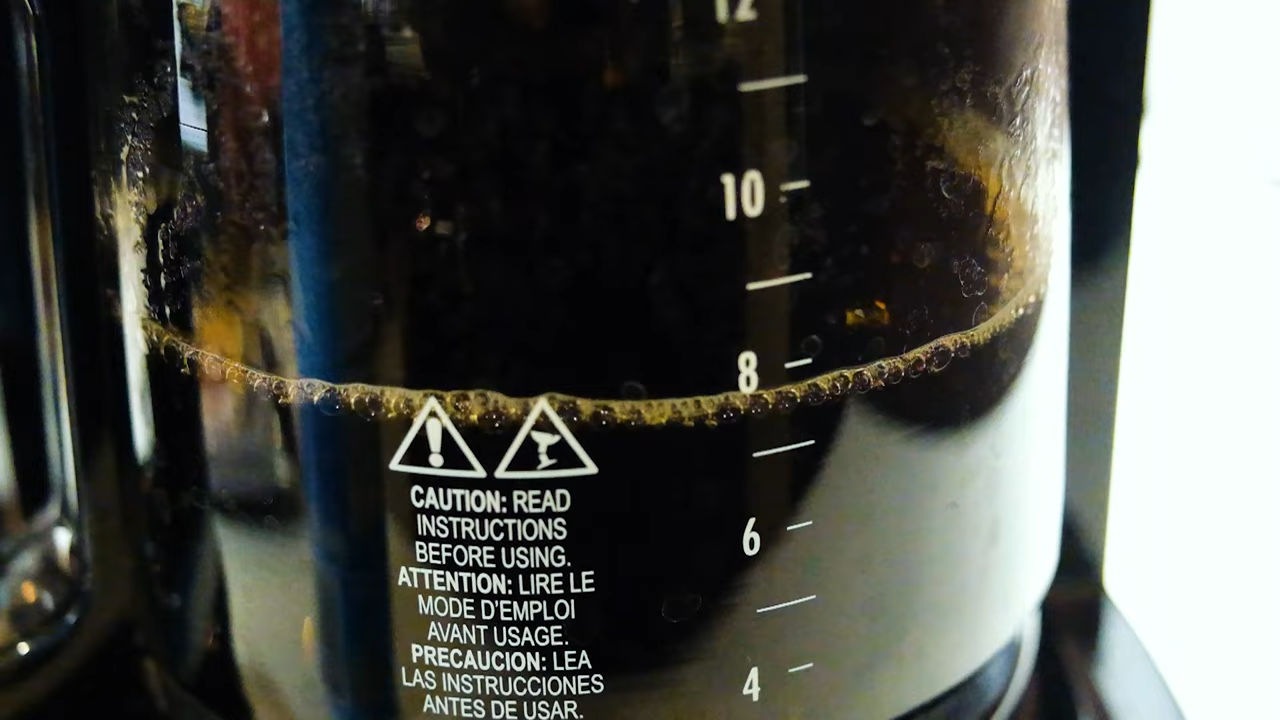 12
10
8
6
4
CAUTION: READ
INSTRUCTIONS
BEFORE USING.
ATTENTION: LIRE LE
MODE D'EMPLOI
AVANT USAGE.
PRECAUCION: LEA
LAS INSTRUCCIONES
ANTES DE USAR.